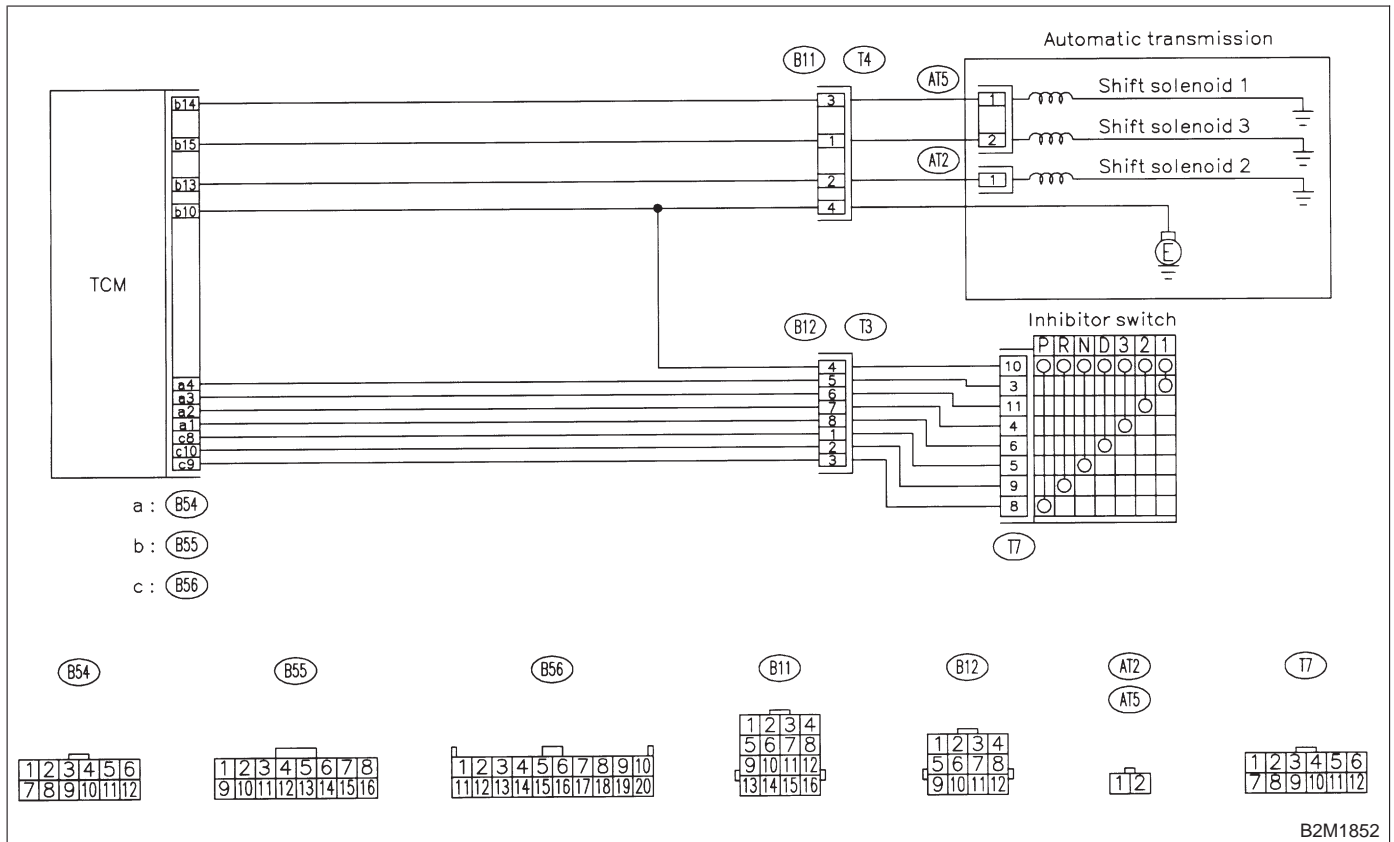 Automatic transmission
B11 T4
AT5
b14 3 1 Shift solenoid 1
b15 1 2 Shift solenoid 3
AT2
b13 2 1 Shift solenoid 2
b10 4
E
TCM
B12 T3
Inhibitor switch
P R N D 3 2 1
4 10
a4 5 3
a3 6 11
a2 7 4
a1 8 6
c8 1 5
c10 2 9
c9 3 8
T7
a : B54
b : B55
c : B56
B54 B55 B56 B11 B12 AT2 T7
AT5
1 2 3 4 5 6
7 8 9 10 11 12
1 2 3 4 5 6 7 8
9 10 11 12 13 14 15 16
1 2 3 4 5 6 7 8 9 10
11 12 13 14 15 16 17 18 19 20
1 2 3 4
5 6 7 8
9 10 11 12
13 14 15 16
1 2 3 4
5 6 7 8
9 10 11 12
1 2
1 2 3 4 5 6
7 8 9 10 11 12
B2M1852